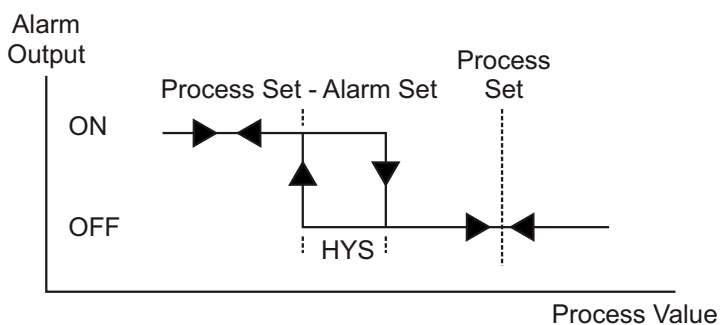 Alarm
Output
Process
Set
Process Set - Alarm Set
ON
OFF
HYS
Process Value